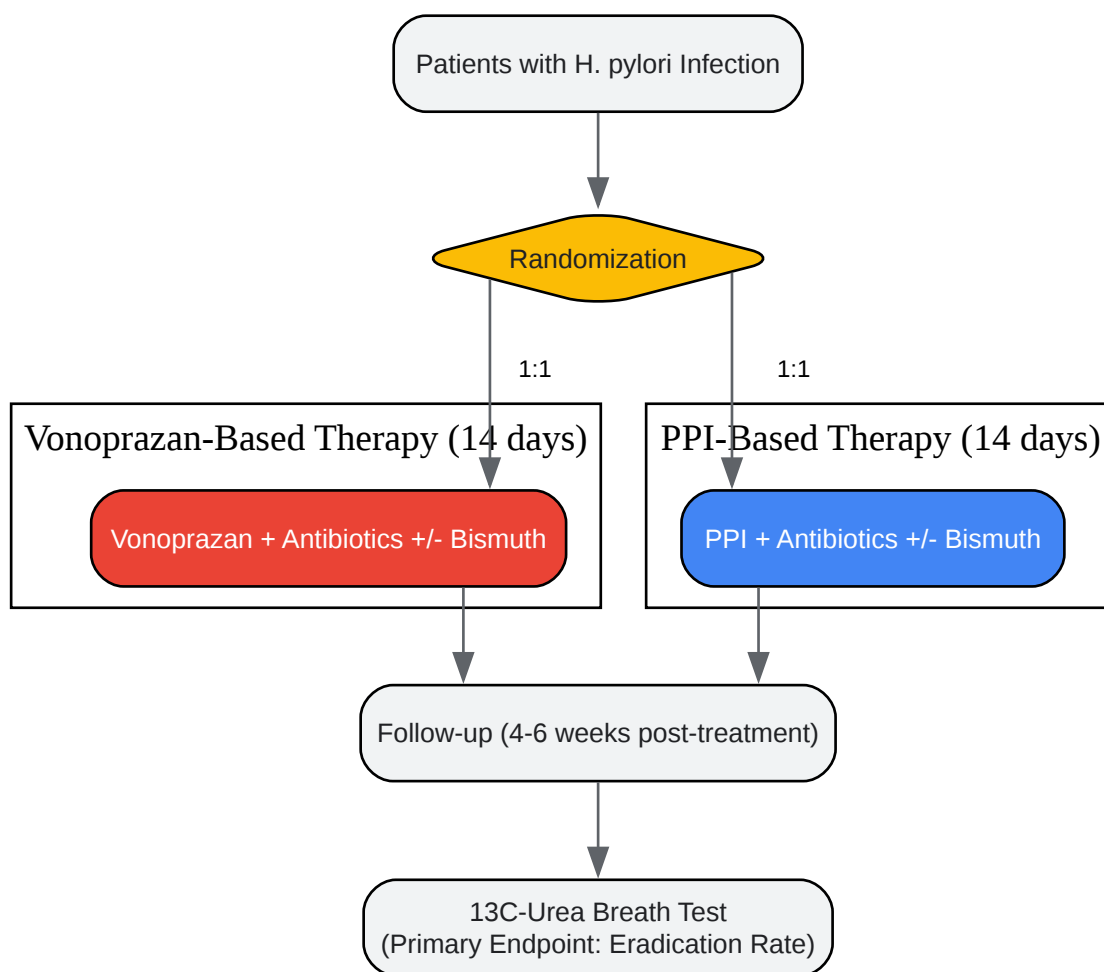 Patients with H. pylori Infection
Randomization
1:1
1:1
Vonoprazan-Based Therapy (14 days)
PPI-Based Therapy (14 days)
Vonoprazan + Antibiotics +/- Bismuth
PPI + Antibiotics +/- Bismuth
Follow-up (4-6 weeks post-treatment)
13C-Urea Breath Test
(Primary Endpoint: Eradication Rate)